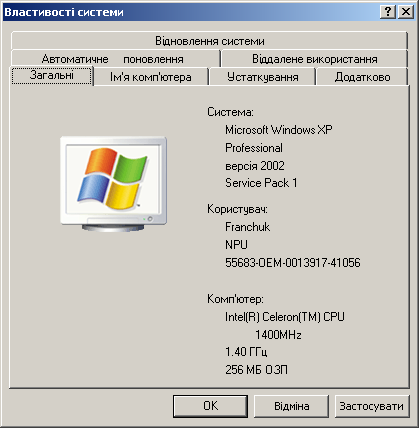 Властивості системи
Відновлення системи
Автоматичне поновлення
Віддалене використання
Загальні
Ім'я комп'ютера
Устаткування
Додатково
Система:
Microsoft Windows XP
Professional
версія 2002
Service Pack 1
Користувач:
Franchuk
NPU
55683-OEM-0013917-41056
Комп'ютер:
Intel(R) Celeron(TM) CPU
1400MHz
1.40 ГГц
256 МБ ОЗП
OK
Відміна
Застосувати